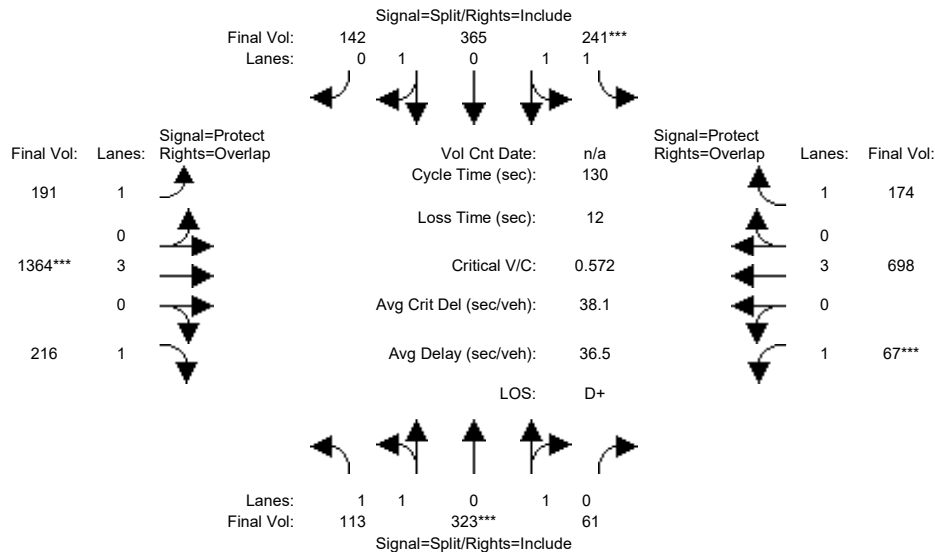 Signal=Split/Rights=Include
Final Vol: 142 365 241***
Lanes: 0 1 0 1 1
Signal=Protect Signal=Protect
Final Vol: Lanes: Rights=Overlap Vol Cnt Date: n/a Rights=Overlap Lanes: Final Vol:
Cycle Time (sec): 130
191 1 1 174
Loss Time (sec): 12
0 0
1364*** 3 Critical V/C: 0.572 3 698
0 Avg Crit Del (sec/veh): 38.1 0
216 1 Avg Delay (sec/veh): 36.5 1 67***
LOS: D+
Lanes: 1 1 0 1 0
Final Vol: 113 323*** 61
Signal=Split/Rights=Include